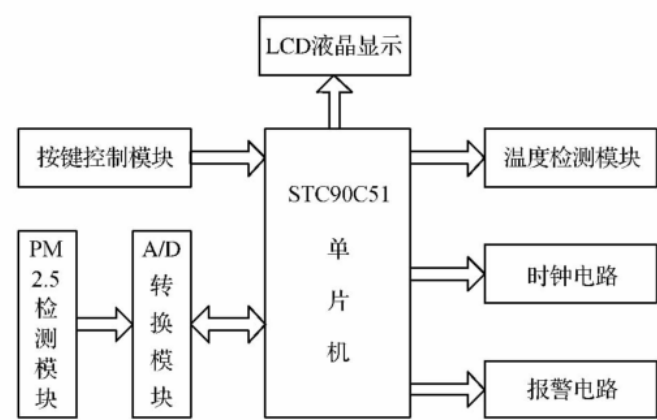 LCD液晶显示
按键控制模块
STC90C51
单
片
机
温度检测模块
PM
2.5
检
测
模
块
A/D
转
换
模
块
时钟电路
报警电路